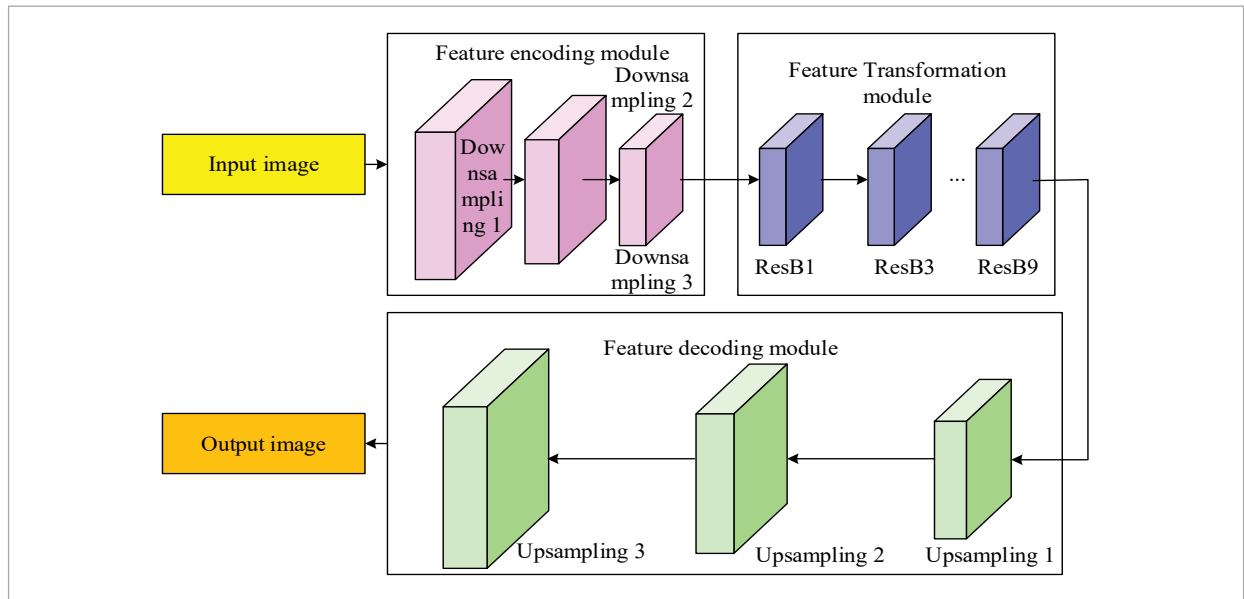 Feature encoding module
Downsa
mpling 2
Feature Transformation
module
Input image
Dow
nsa
mpli
ng 1
...
Downsa
mpling 3
ResB1
ResB3
ResB9
Feature decoding module
Output image
Upsampling 3
Upsampling 2
Upsampling 1